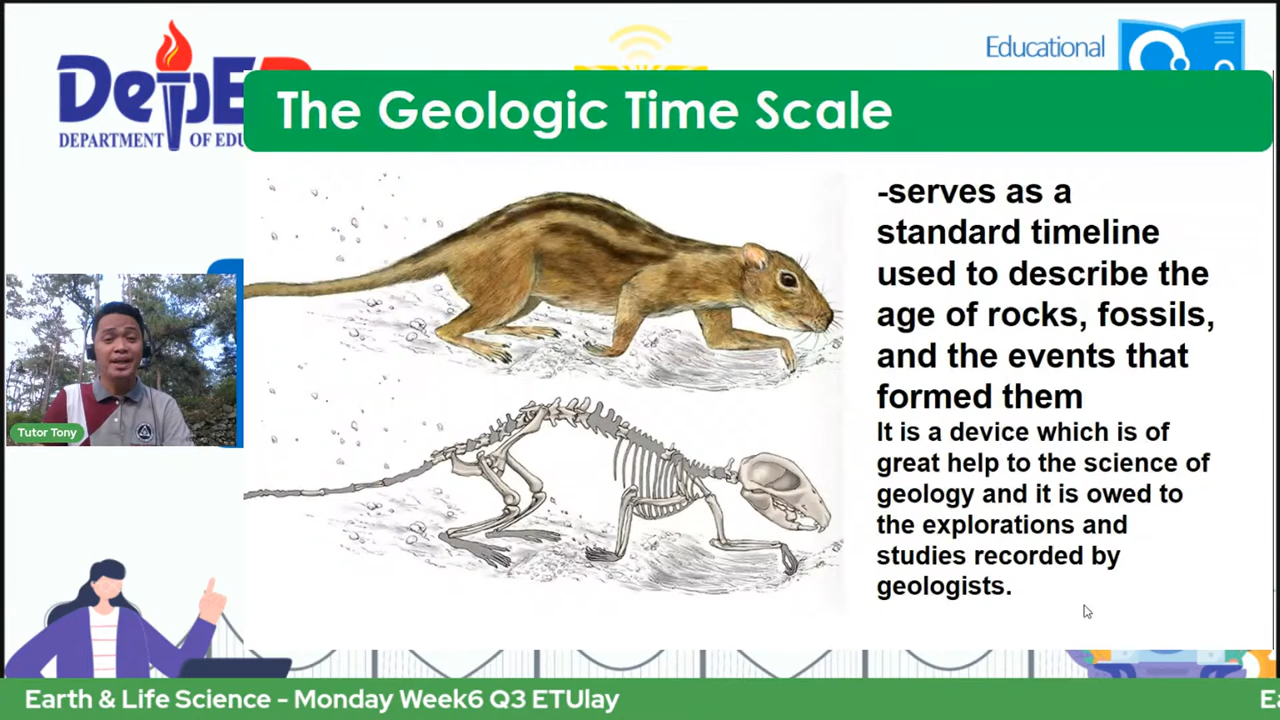 DepE
DEPARTMENT OF EDU
Educational
The Geologic Time Scale
-serves as a
standard timeline
used to describe the
age of rocks, fossils,
and the events that
formed them
It is a device which is of
great help to the science of
geology and it is owed to
the explorations and
studies recorded by
geologists.
Tutor Tony
Earth & Life Science - Monday Week6 Q3 ETUlay
Ea